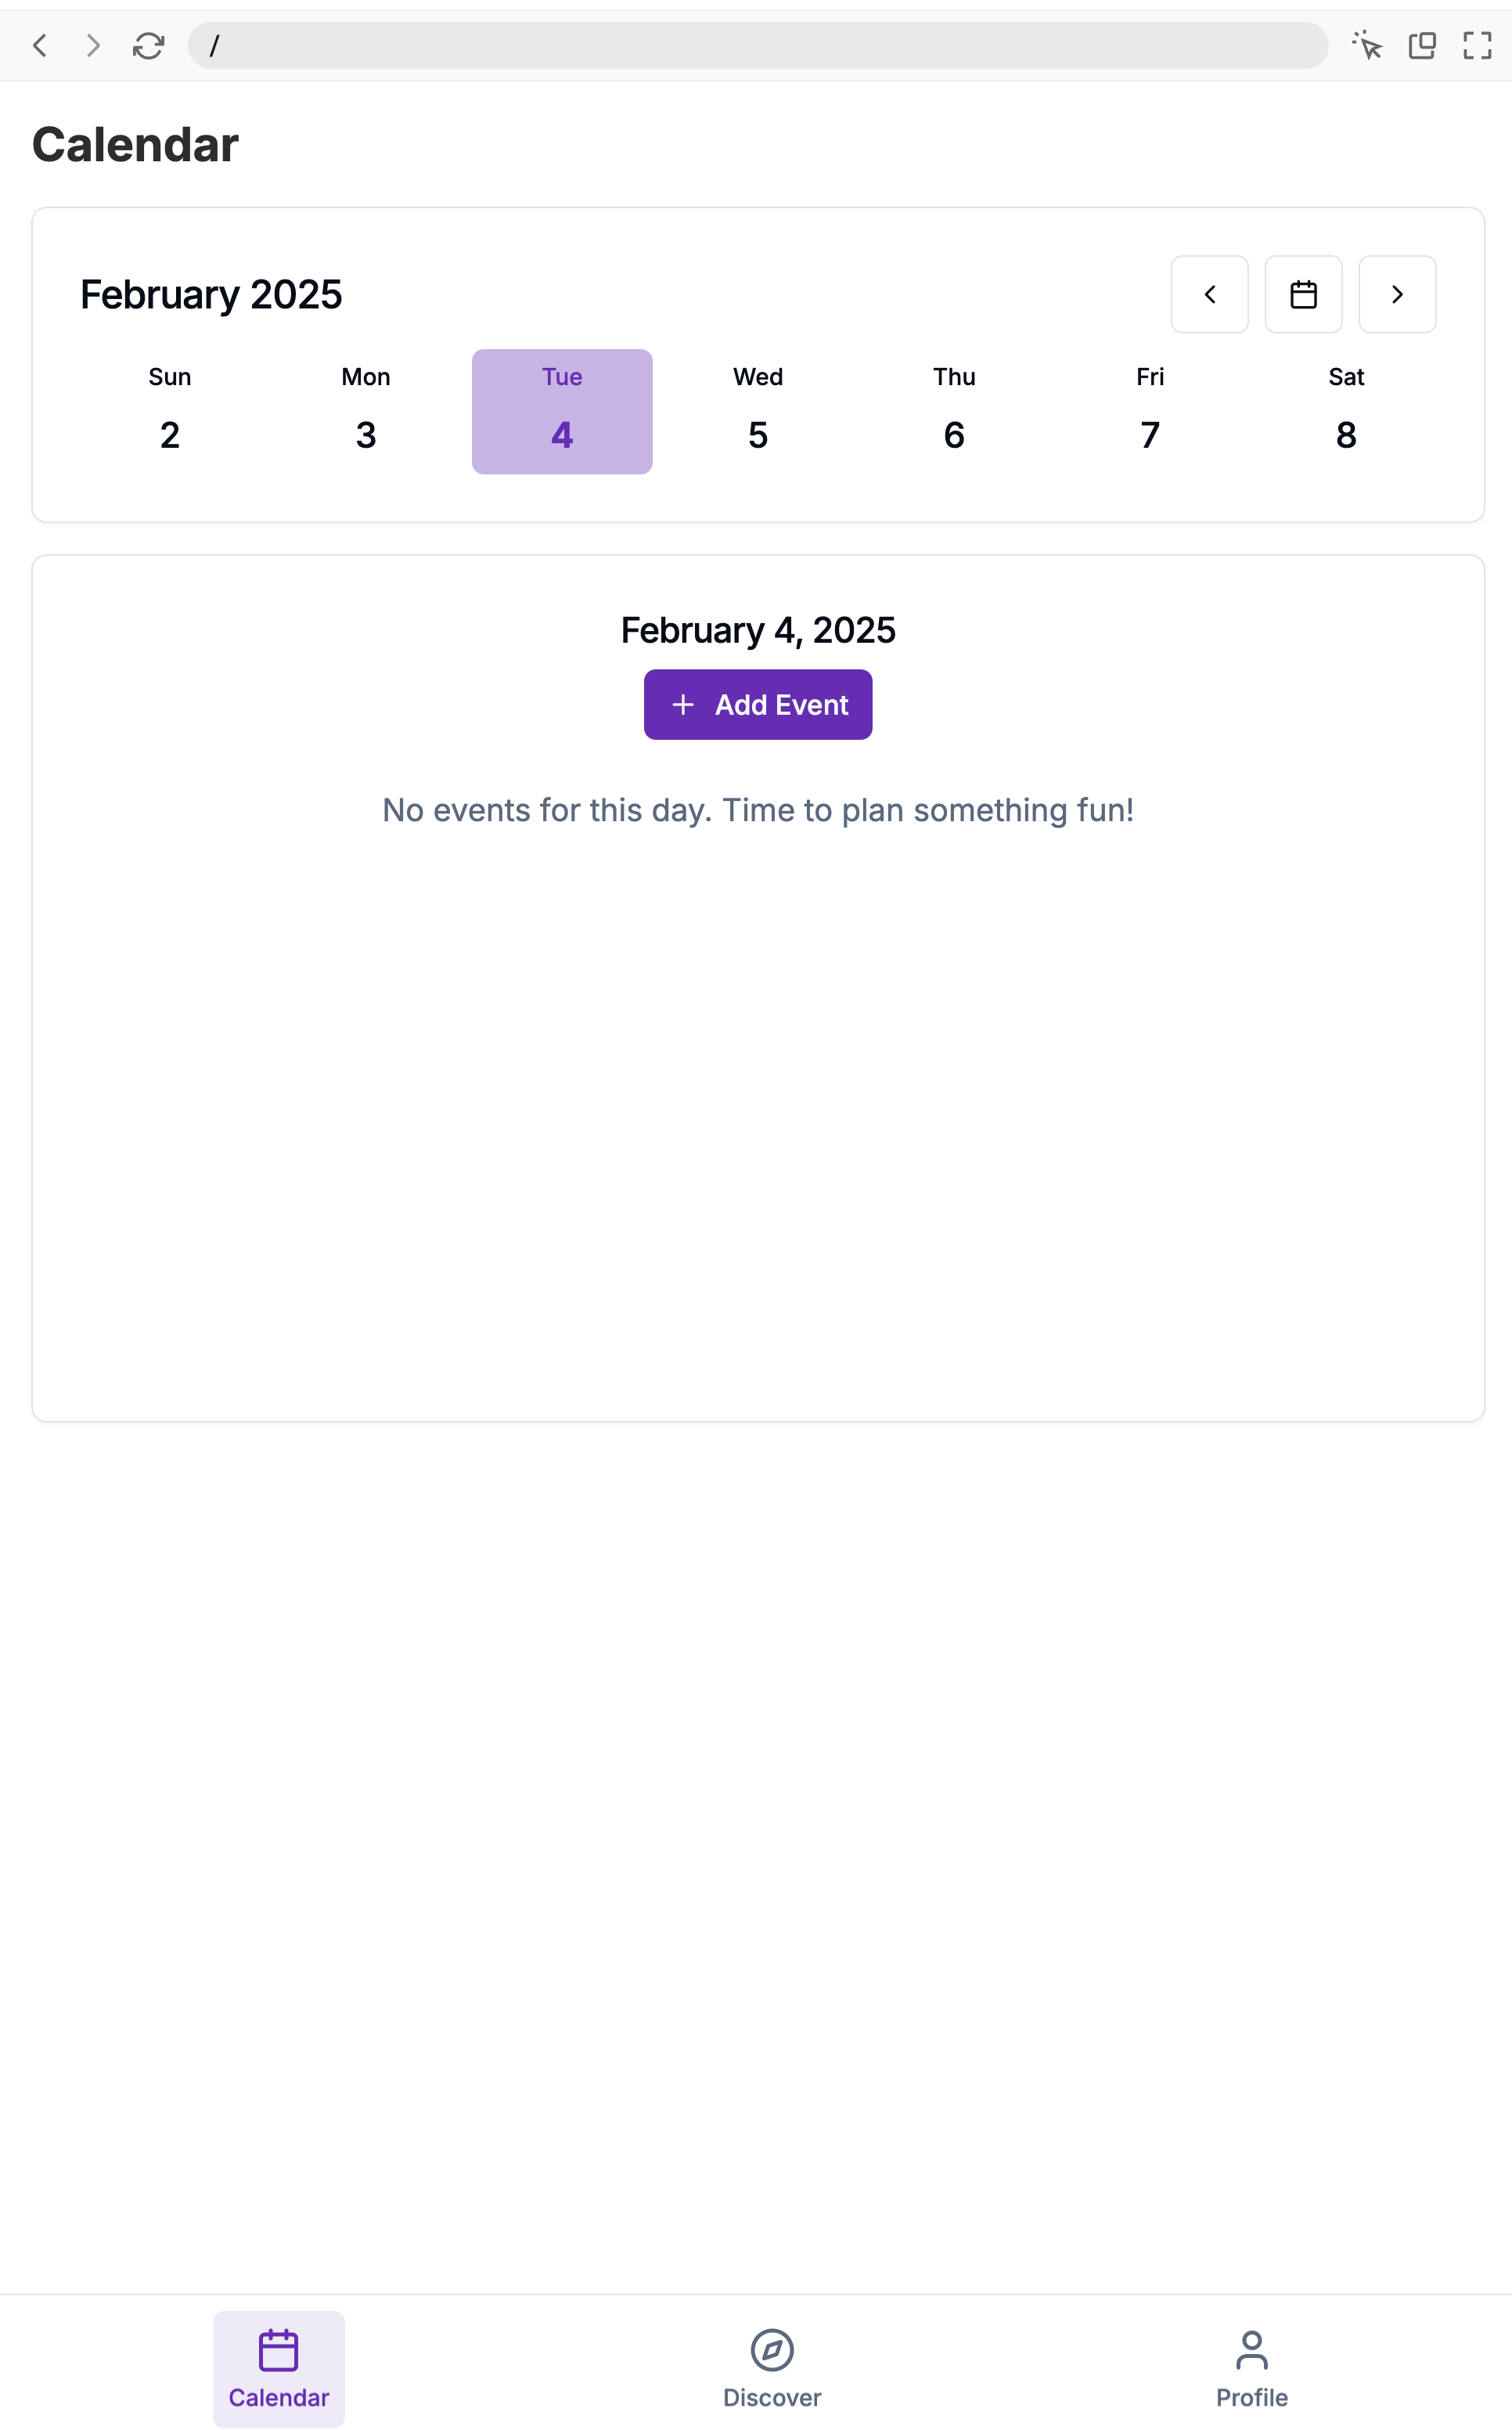 /
Calendar
February 2025
Sun Mon Tue Wed Thu Fri Sat
2 3 4 5 6 7 8
February 4, 2025
+ Add Event
No events for this day. Time to plan something fun!
Calendar Discover Profile